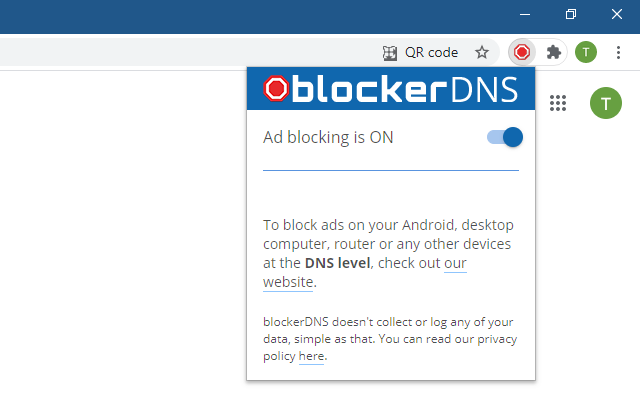 QR code
T
blockerDNS
T
Ad blocking is ON
To block ads on your Android, desktop
computer, router or any other devices
at the DNS level, check out our
website.
blockerDNS doesn't collect or log any of your
data, simple as that. You can read our privacy
policy here.